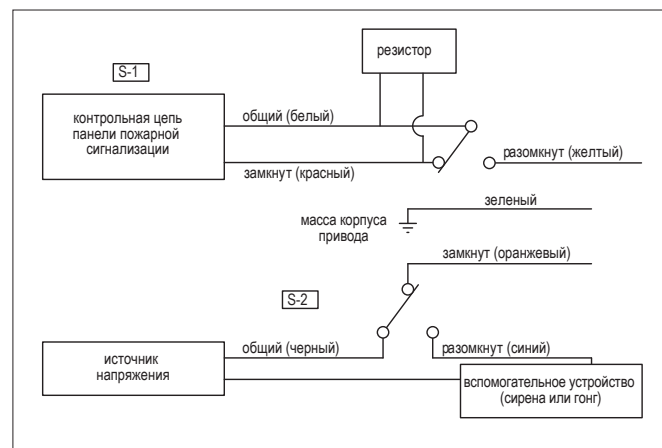 резистор
S-1
контрольная цепь
панели пожарной
сигнализации
общий (белый)
разомкнут (желтый)
замкнут (красный)
зеленый
масса корпуса
привода
замкнут (оранжевый)
S-2
источник
напряжения
общий (черный)
разомкнут (синий)
вспомогательное устройство
(сирена или гонг)